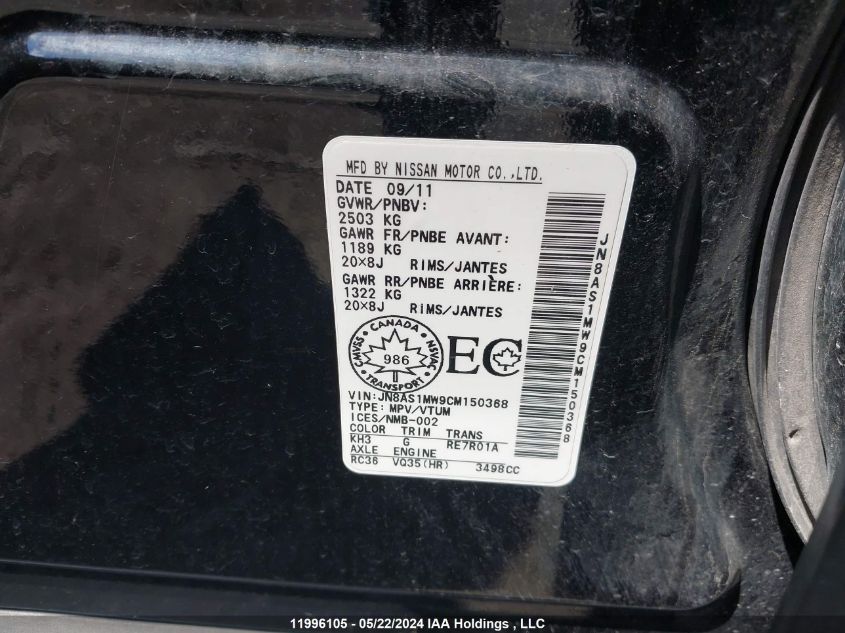 MFD BY NISSAN MOTOR CO.,LTD.
DATE 09/11
GVWR/PNBV:
2503 KG
GAWR FR/PNBE AVANT:
1189 KG
20×8J RIMS/JANTES
GAWR RR/PNBE ARRIÈRE:
1322 KG
20×8J RIMS/JANTES
CANADA
CMVSS 986 NSVAC
TRANSPORT
EC
VIN:JN8AS1MW9CM150368
TYPE: MPV/VTUM
ICES/NMB-002
COLOR TRIM TRANS
KH3 G RE7R01A
AXLE ENGINE
RC36 VQ35(HR) 3498CC
JN8AS1MW9CM150368
11996105 - 05/22/2024 IAA Holdings , LLC